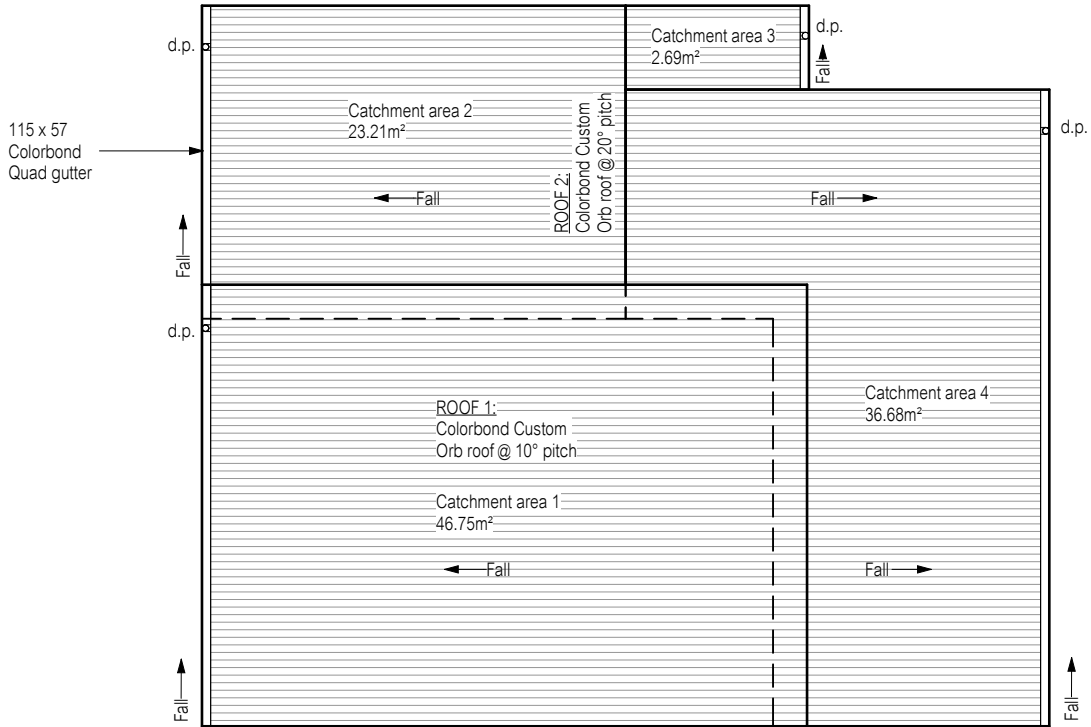 d.p.
Catchment area 3
2.69m²
d.p.
Fall
115 x 57
Colorbond
Quad gutter
Catchment area 2
23.21m²
d.p.
Fall
ROOF 2:
Colorbond Custom
Orb roof @ 20° pitch
Fall
Fall
d.p.
ROOF 1:
Colorbond Custom
Orb roof @ 10° pitch
Catchment area 4
36.68m²
Catchment area 1
46.75m²
Fall
Fall
Fall
Fall